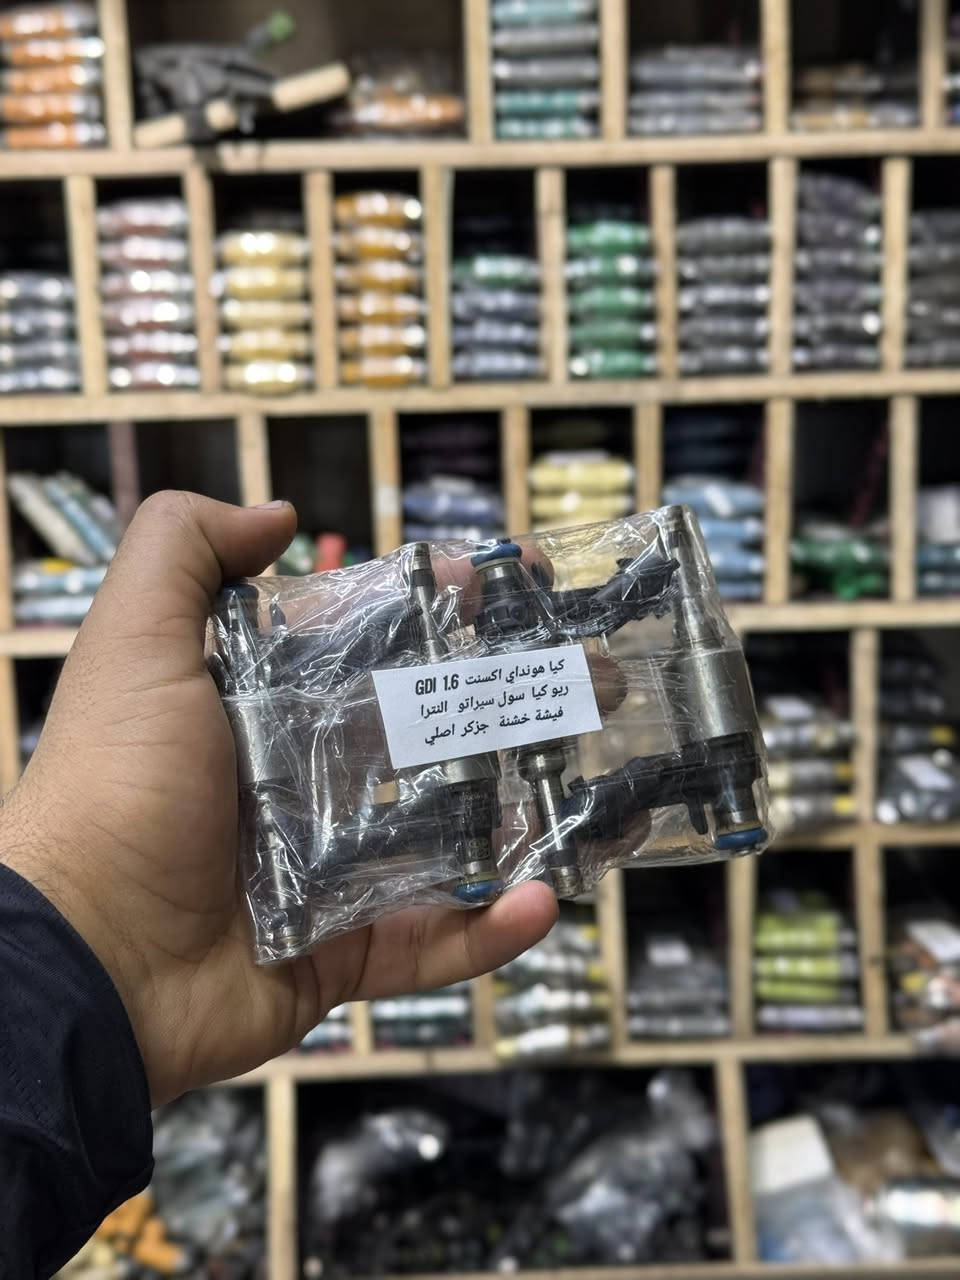 كيا هونداي اكسنت GDI 1.6
ريو كيا سول سيراتو النترا
فيشة خشنة جزكر اصلي